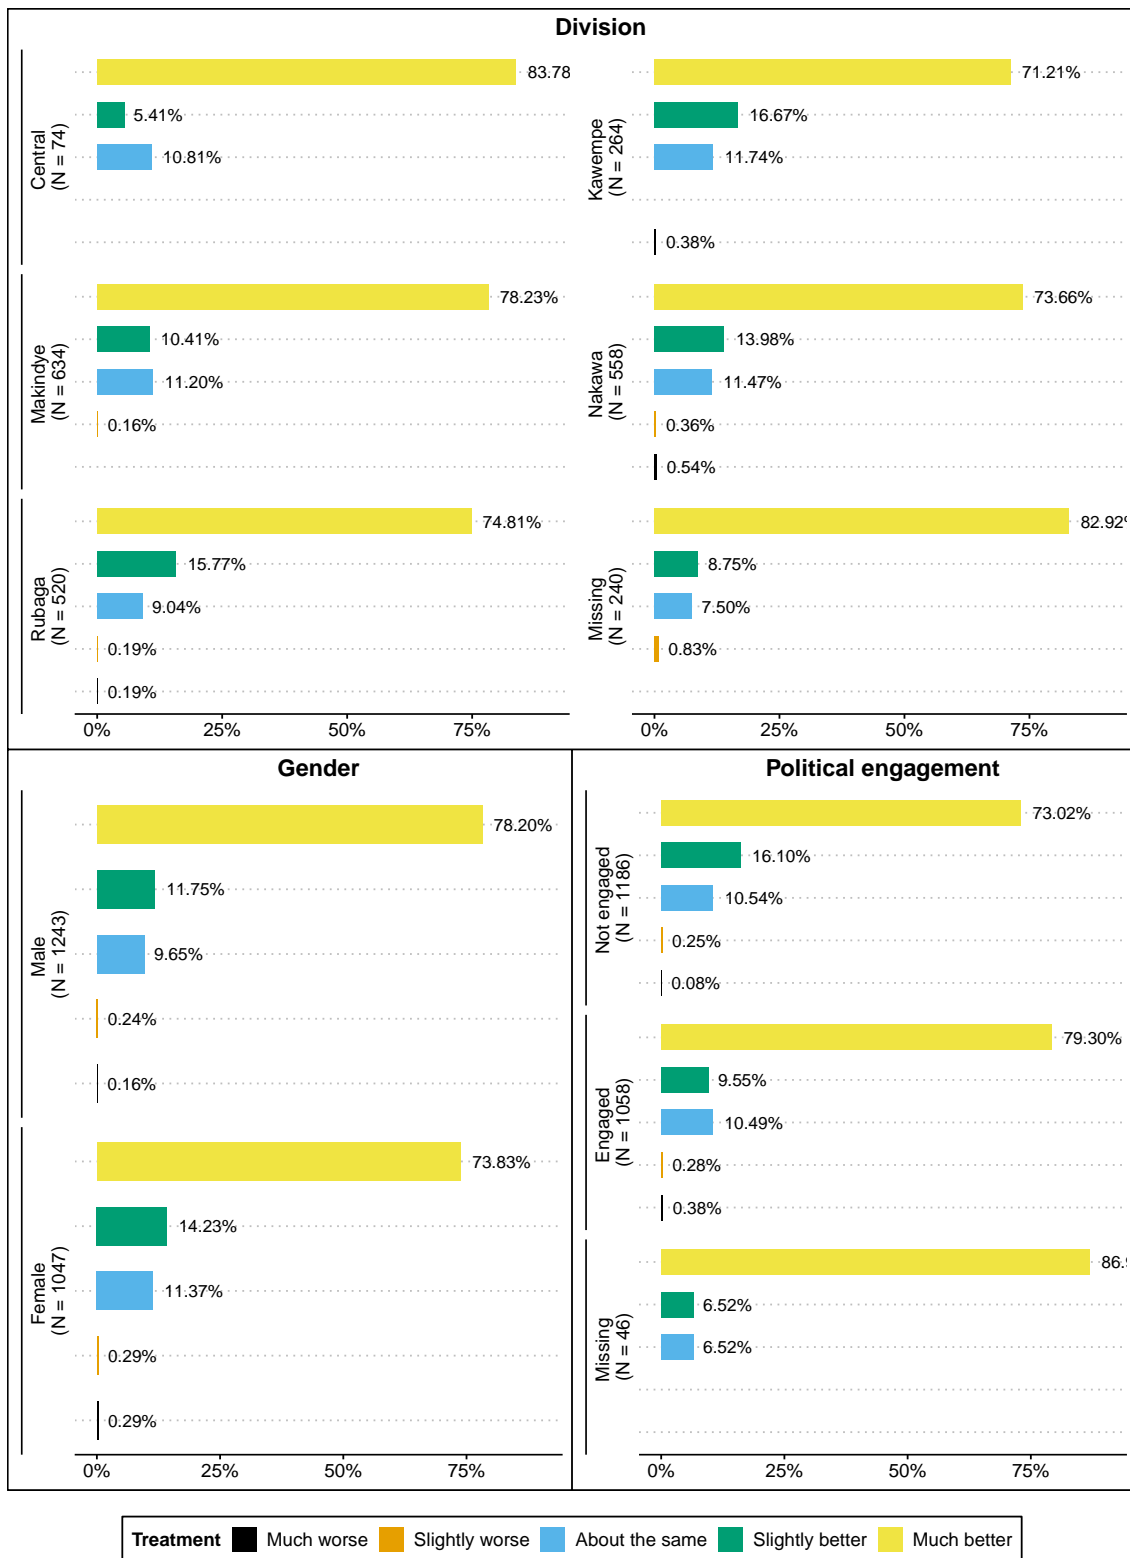 Division
Central
(N = 74)
83.78
5.41%
10.81%
Kawempe
(N = 264)
71.21%
16.67%
11.74%
0.38%
Makindye
(N = 634)
78.23%
10.41%
11.20%
0.16%
Nakawa
(N = 558)
73.66%
13.98%
11.47%
0.36%
0.54%
Rubaga
(N = 520)
74.81%
15.77%
9.04%
0.19%
0.19%
Missing
(N = 240)
82.92%
8.75%
7.50%
0.83%
0% 25% 50% 75%
0% 25% 50% 75%
Gender
Male
(N = 1243)
78.20%
11.75%
9.65%
0.24%
0.16%
Female
(N = 1047)
73.83%
14.23%
11.37%
0.29%
0.29%
0% 25% 50% 75%
Political engagement
Not engaged
(N = 1186)
73.02%
16.10%
10.54%
0.25%
0.08%
Engaged
(N = 1058)
79.30%
9.55%
10.49%
0.28%
0.38%
Missing
(N = 46)
6.52%
6.52%
0% 25% 50% 75%
Treatment Much worse Slightly worse About the same Slightly better Much better